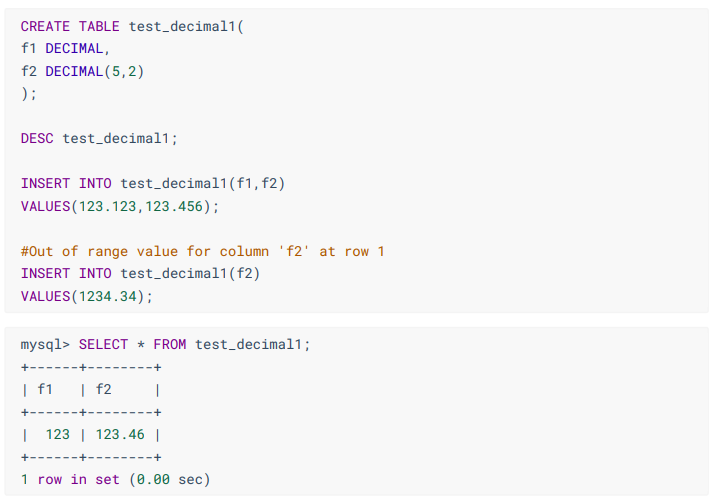 CREATE TABLE test_decimal1(
f1 DECIMAL,
f2 DECIMAL(5,2)
);
DESC test_decimal1;
INSERT INTO test_decimal1(f1,f2)
VALUES(123.123,123.456);
#Out of range value for column 'f2' at row 1
INSERT INTO test_decimal1(f2)
VALUES(1234.34);
mysql> SELECT * FROM test_decimal1;
+------+--------+
| f1   | f2     |
+------+--------+
|  123 | 123.46 |
+------+--------+
1 row in set (0.00 sec)